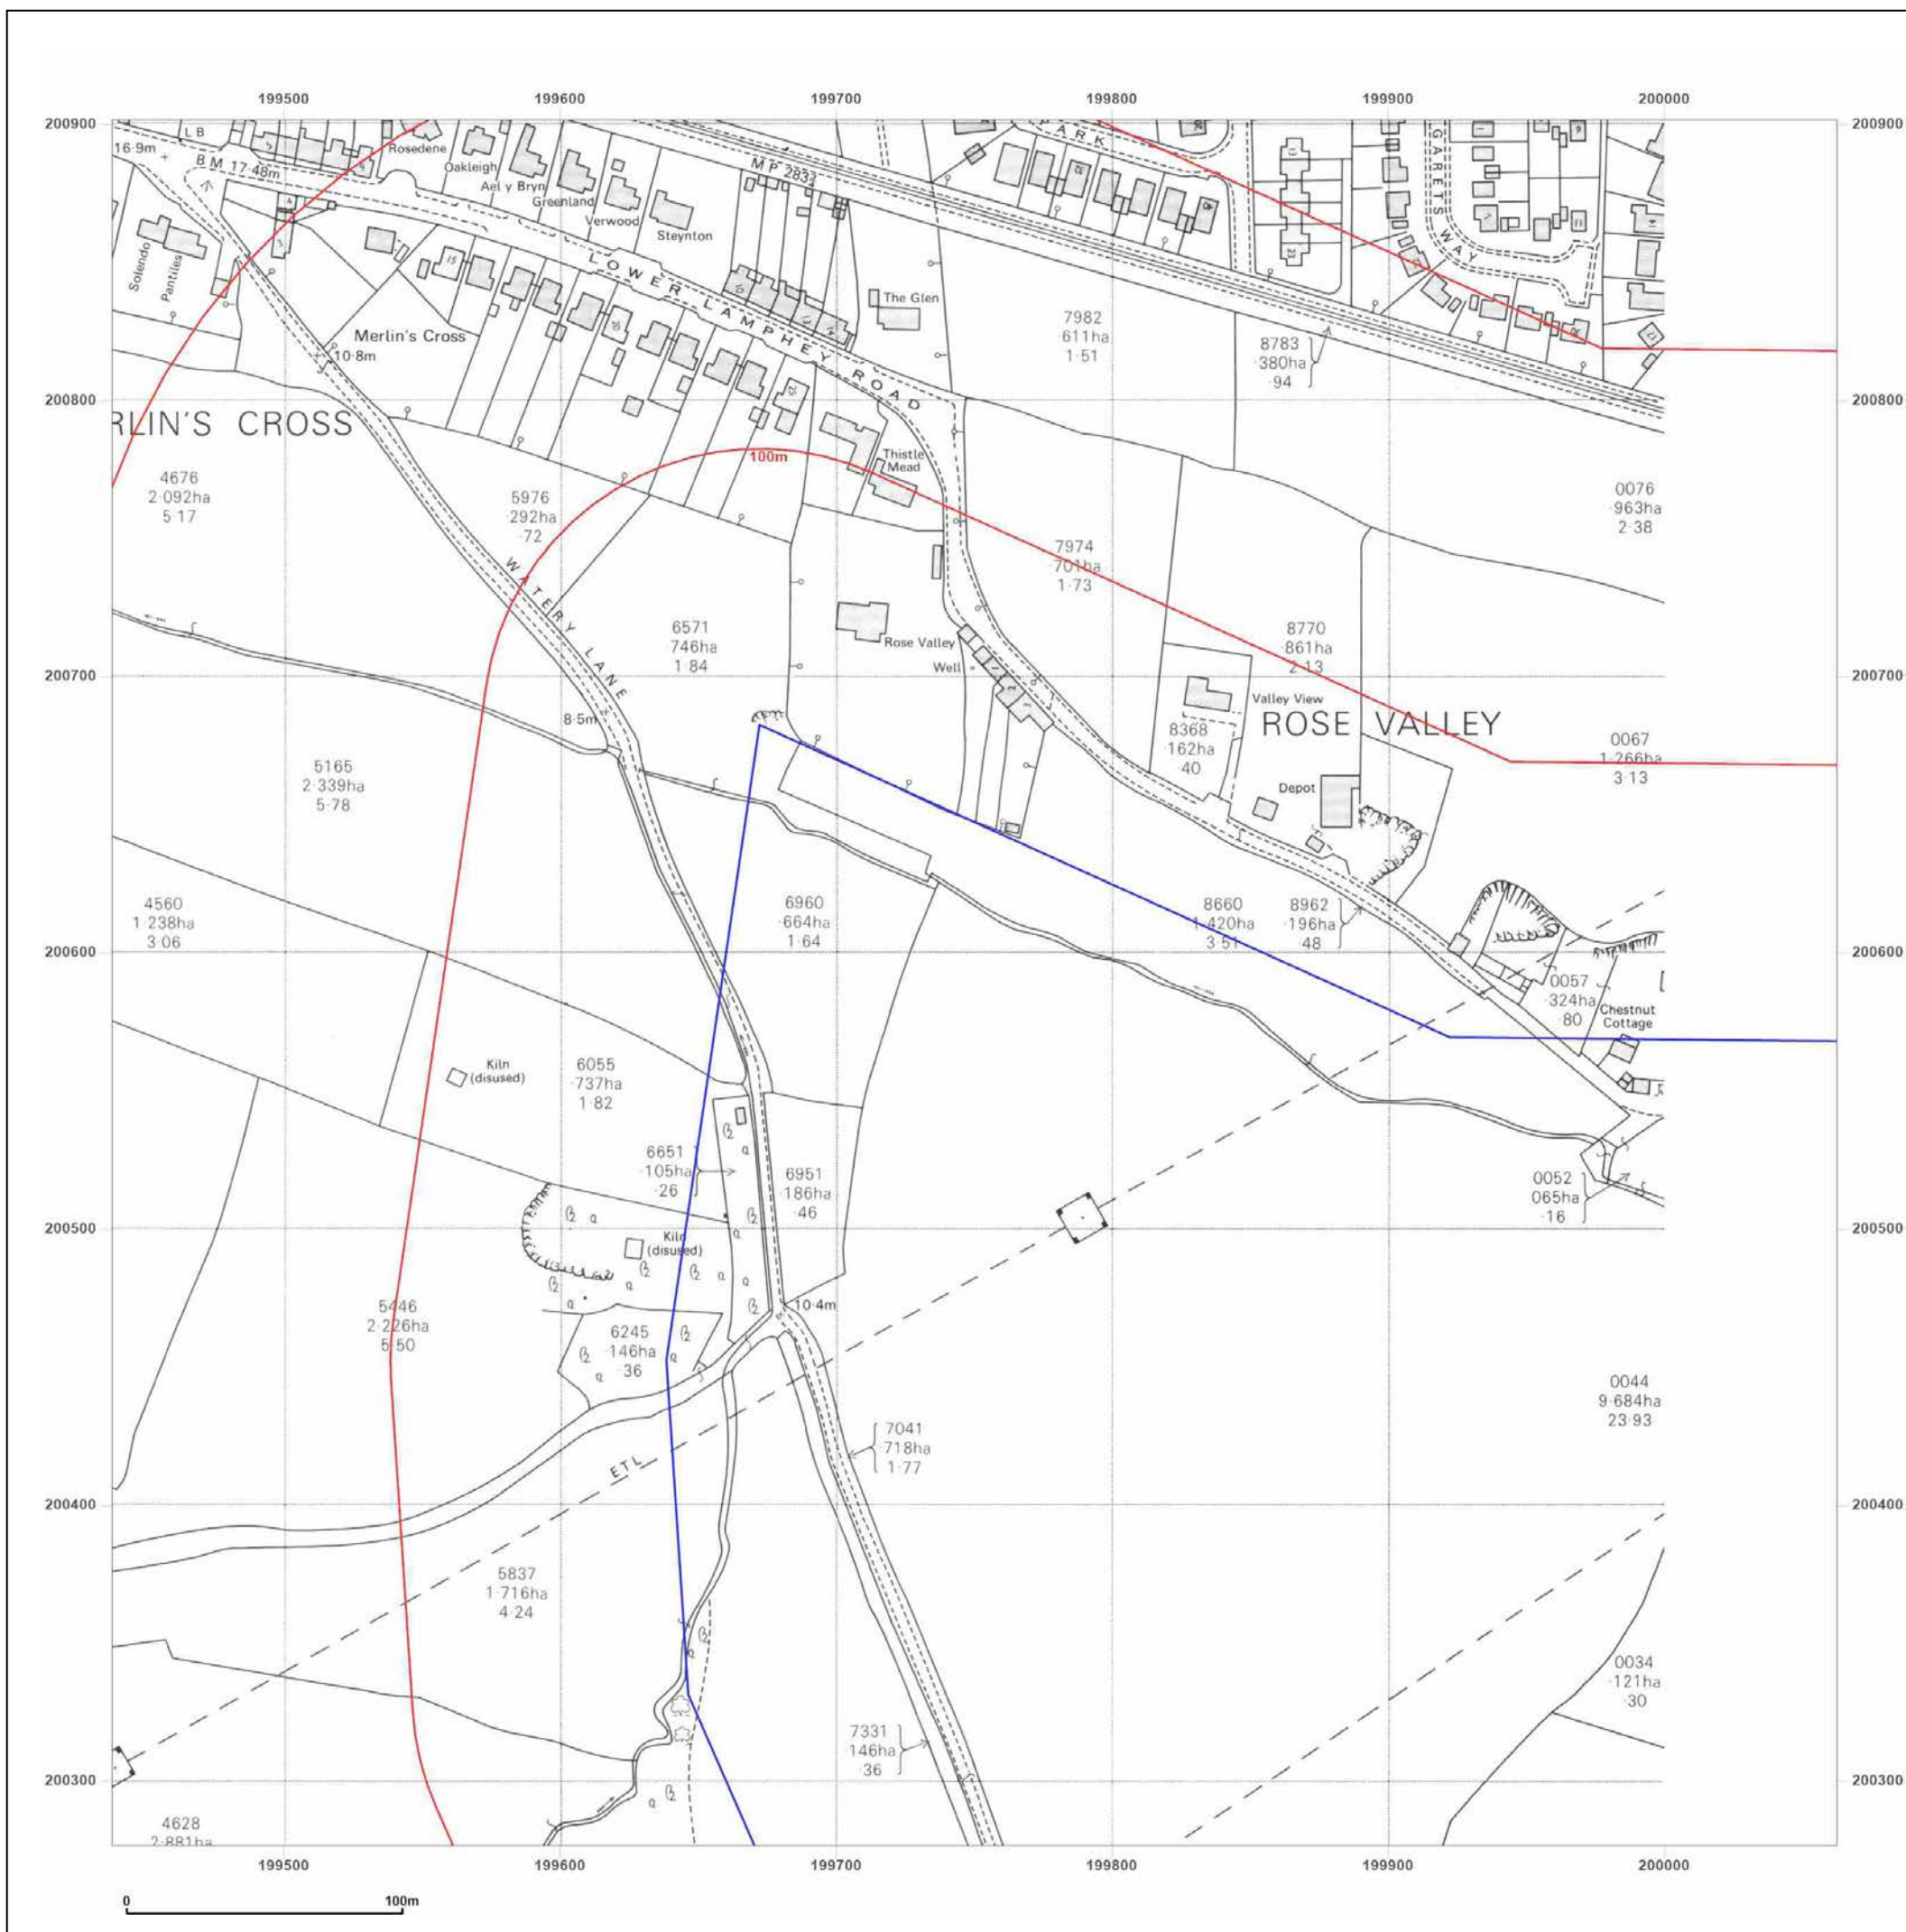 199500 199600 199700 199800 199900 200000
200900 200900
L B
16·9m
B M 17·48m
Rosedene
Oakleigh
Ael y Bryn
Greenland
Verwood
Steynton
MP 283¼
PARK
GARETS WAY
Solendo
Pantiles
LOWER LAMPHEY ROAD
The Glen
Merlin's Cross
10·8m
7982
·611ha
1·51
8783
·380ha
·94
200800 200800
RLIN'S CROSS
100m
Thistle
Mead
4676
2·092ha
5·17
5976
·292ha
·72
0076
·963ha
2·38
7974
·701ha
1·73
WATERY LANE
6571
·746ha
1·84
Rose Valley
Well
8770
·861ha
2·13
200700 200700
8·5m
Valley View
ROSE VALLEY
8368
·162ha
·40
0067
1·266ha
3·13
5165
2·339ha
5·78
Depot
4560
1·238ha
3·06
6960
·664ha
1·64
8660
1·420ha
3·51
8962
·196ha
·48
200600 200600
0057
·324ha
·80
Chestnut
Cottage
Kiln
(disused)
6055
·737ha
1·82
6651
·105ha
·26
6951
·186ha
·46
0052
·065ha
·16
200500 200500
Kiln
(disused)
10·4m
5446
2·226ha
5·50
6245
·146ha
·36
0044
9·684ha
23·93
7041
·718ha
1·77
ETL
200400 200400
5837
1·716ha
4·24
0034
·121ha
·30
7331
·146ha
·36
200300 200300
4628
2·881ha
199500 199600 199700 199800 199900 200000
0 100m